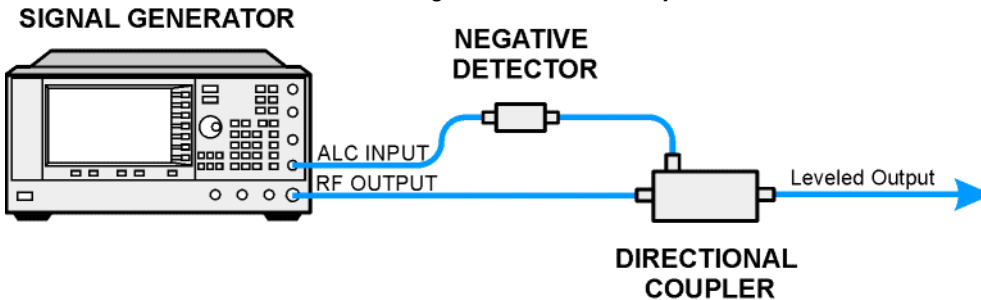 SIGNAL GENERATOR
NEGATIVE
DETECTOR
ALC INPUT
RF OUTPUT
Leveled Output
DIRECTIONAL
COUPLER